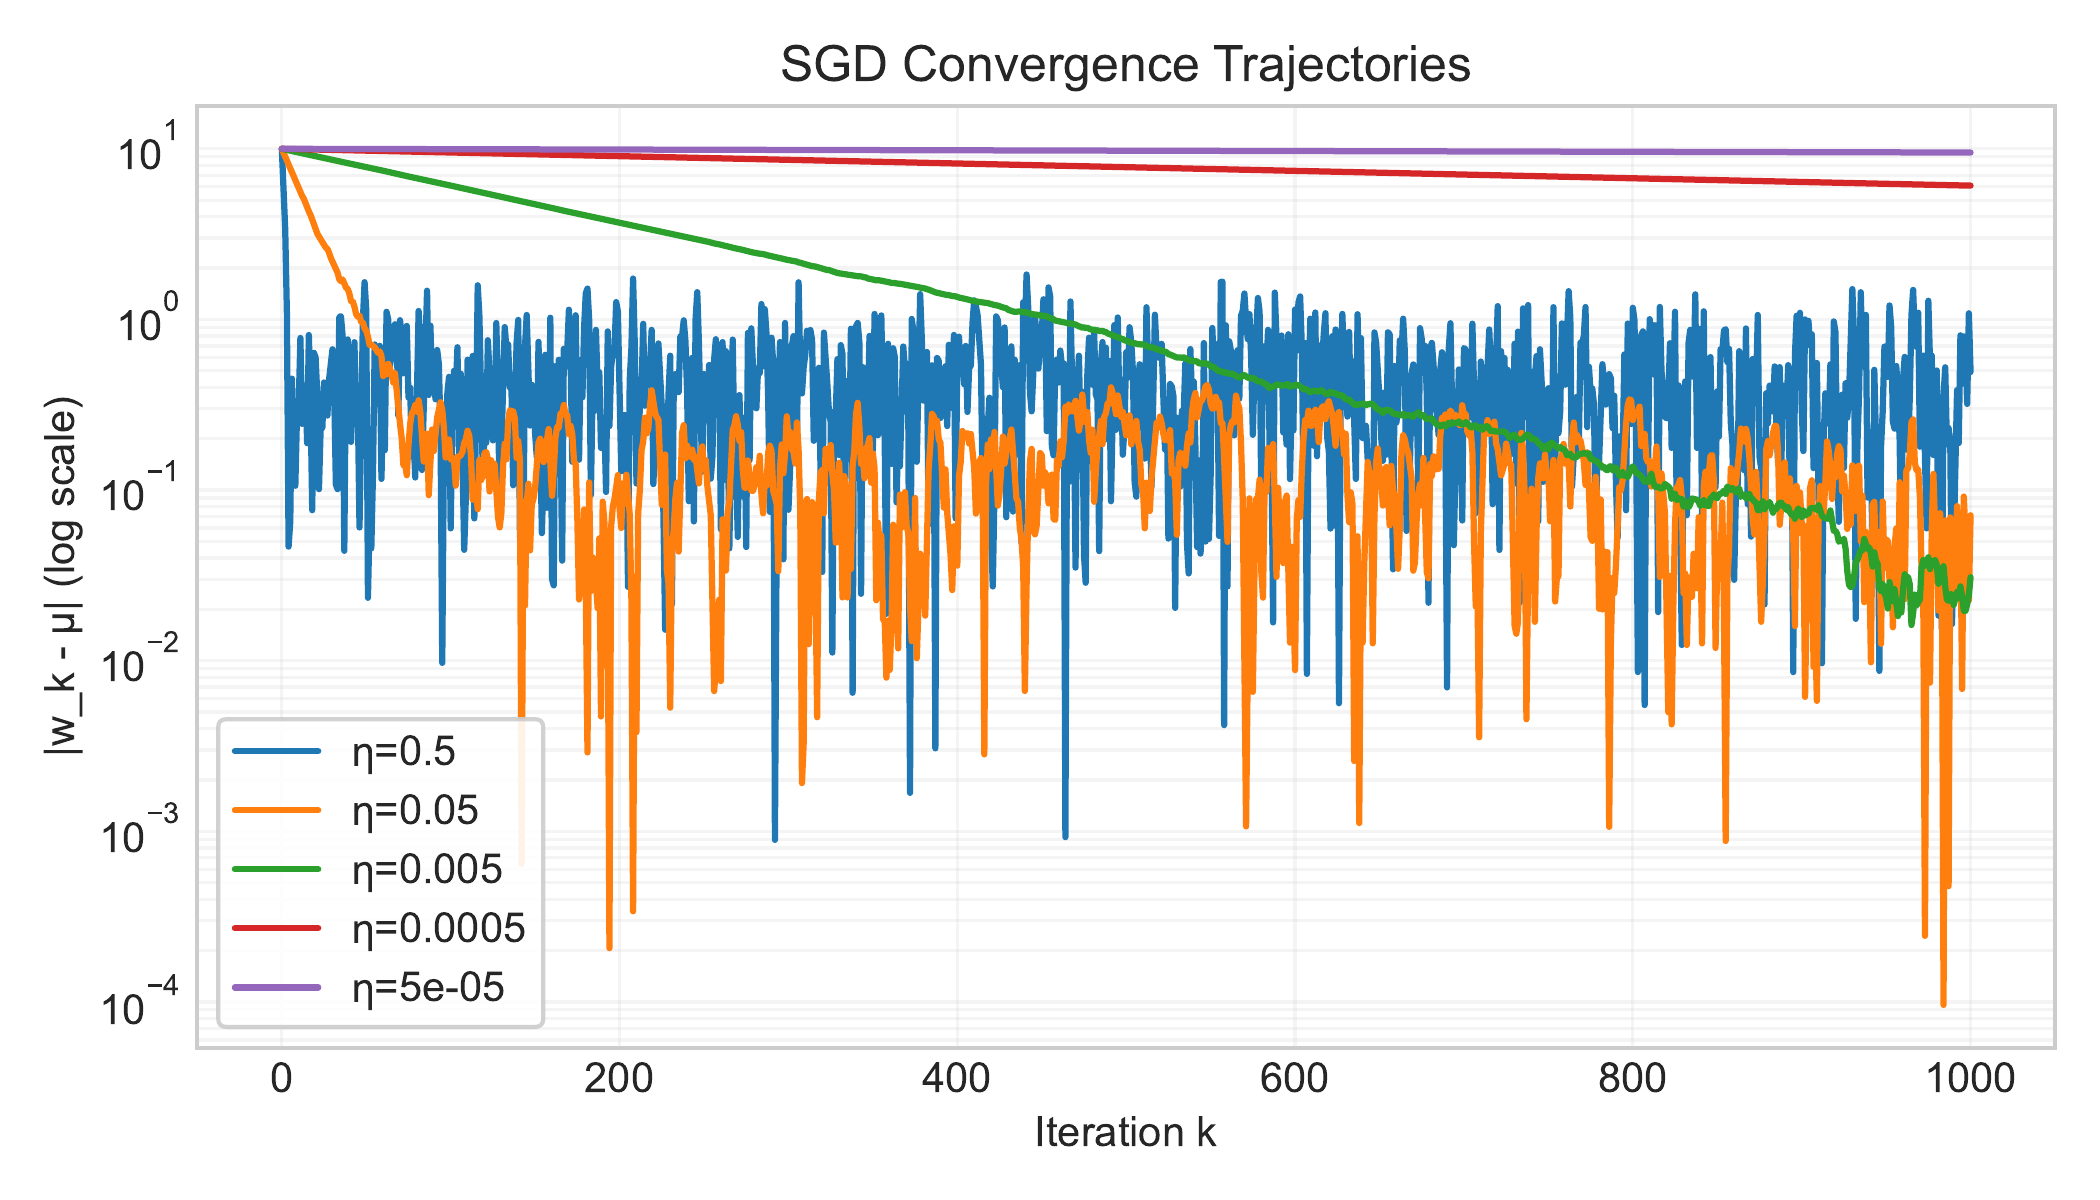 SGD Convergence Trajectories
|w_k - μ| (log scale)
10^1
10^0
10^−1
10^−2
10^−3
10^−4
η=0.5
η=0.05
η=0.005
η=0.0005
η=5e-05
0 200 400 600 800 1000
Iteration k